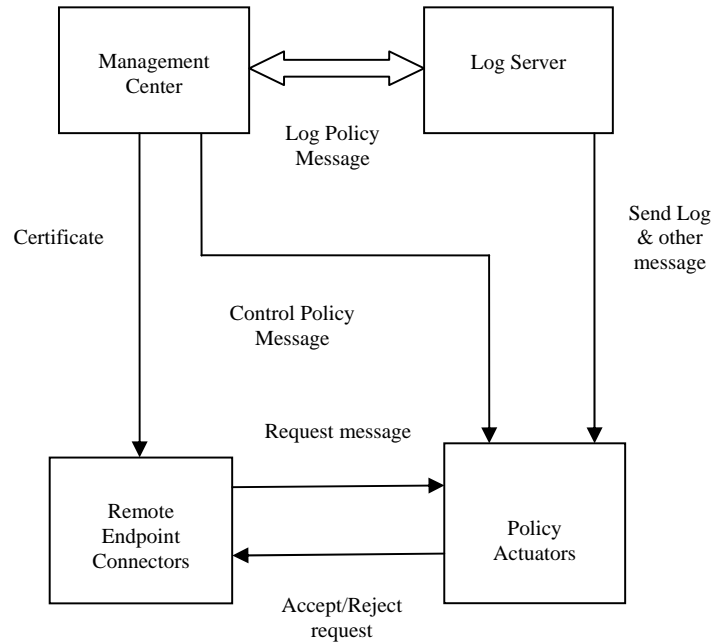 Management
Center
Log Server
Log Policy
Message
Certificate
Send Log
& other
message
Control Policy
Message
Request message
Remote
Endpoint
Connectors
Policy
Actuators
Accept/Reject
request